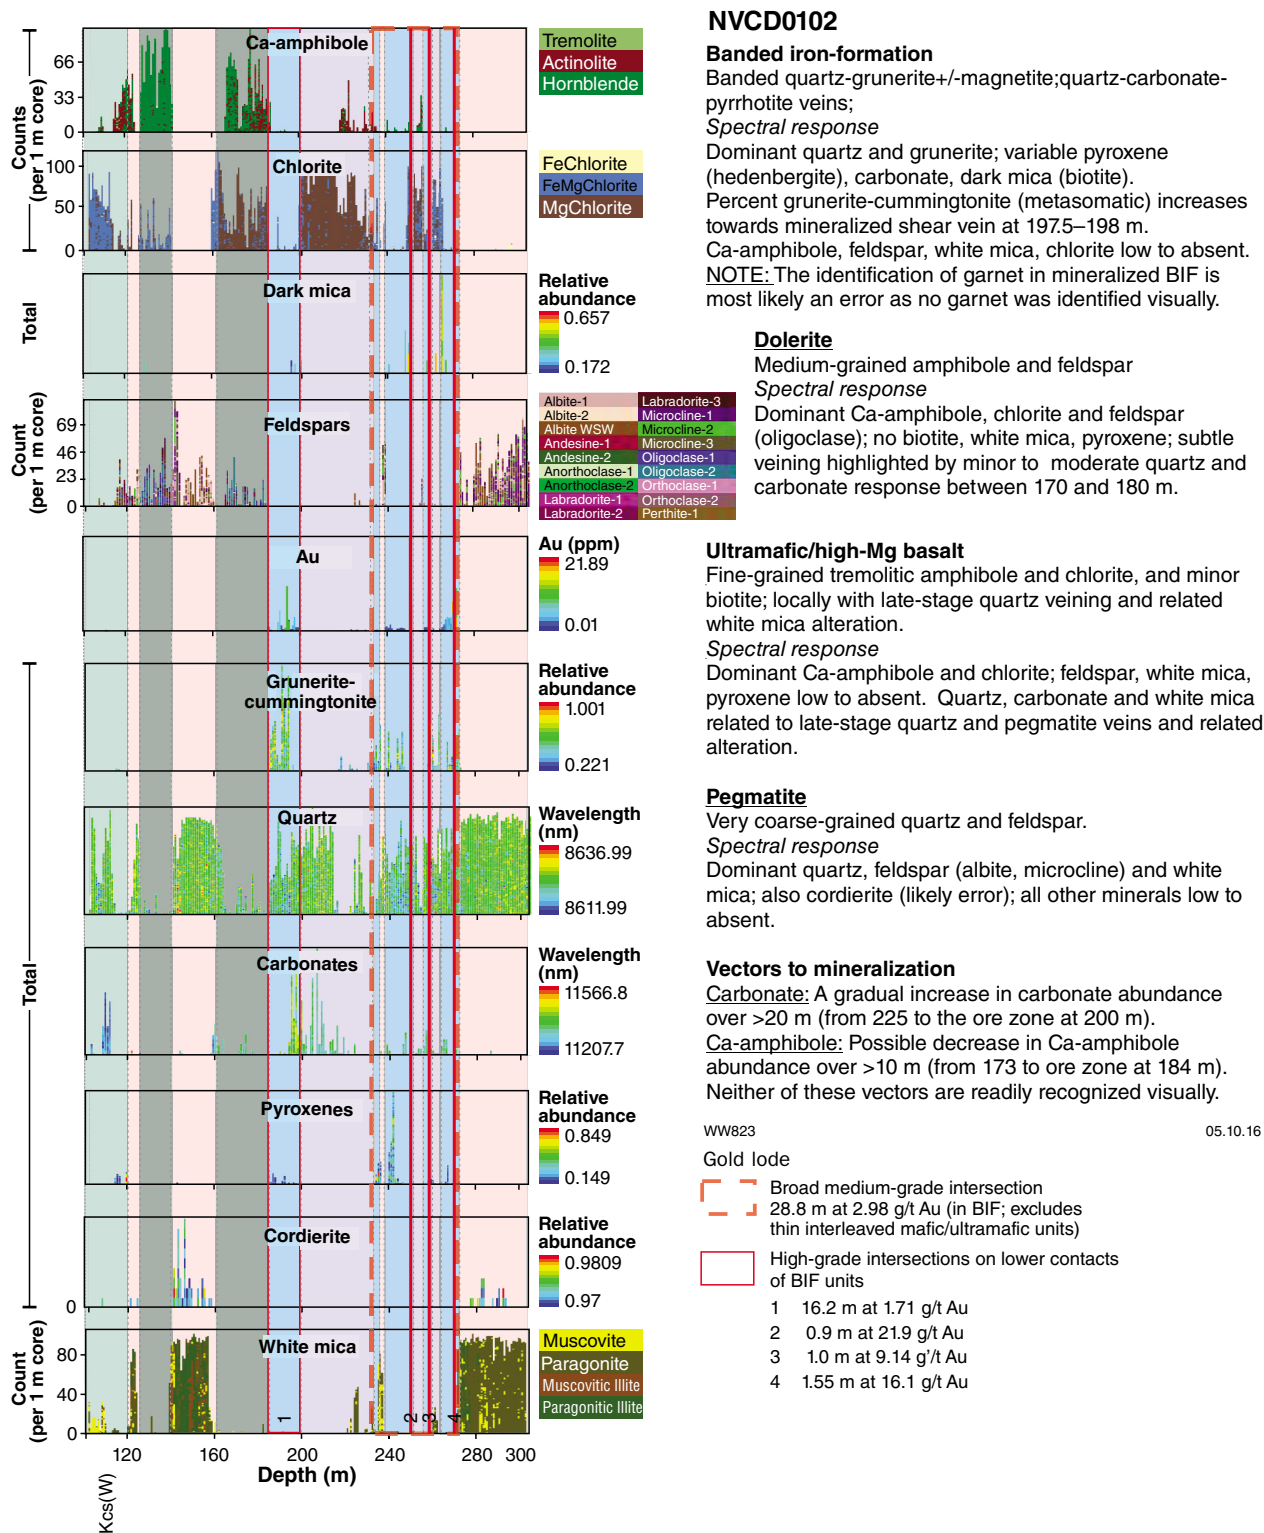 Counts
(per 1 m core)
66
33
0
Ca-amphibole
Tremolite
Actinolite
Hornblende
100
50
0
Chlorite
FeChlorite
FeMgChlorite
MgChlorite
Total
Dark mica
Relative
abundance
0.657
0.172
Count
(per 1 m core)
69
46
23
0
Feldspars
Albite-1
Albite-2
Albite WSW
Andesine-1
Andesine-2
Anorthoclase-1
Anorthoclase-2
Labradorite-1
Labradorite-2
Labradorite-3
Microcline-1
Microcline-2
Microcline-3
Oligoclase-1
Oligoclase-2
Orthoclase-1
Orthoclase-2
Perthite-1
Au
Au (ppm)
21.89
0.01
Total
Grunerite-
cummingtonite
Relative
abundance
1.001
0.221
Quartz
Wavelength
(nm)
8636.99
8611.99
Carbonates
Wavelength
(nm)
11566.8
11207.7
Pyroxenes
Relative
abundance
0.849
0.149
Cordierite
0
Relative
abundance
0.9809
0.97
Count
(per 1 m core)
80
40
0
White mica
1
2
3
4
Muscovite
Paragonite
Muscovitic Illite
Paragonitic Illite
120 160 200 240 280 300
Depth (m)
Kcs(W)
NVCD0102
Banded iron-formation
Banded quartz-grunerite+/-magnetite;quartz-carbonate-
pyrrhotite veins;
Spectral response
Dominant quartz and grunerite; variable pyroxene
(hedenbergite), carbonate, dark mica (biotite).
Percent grunerite-cummingtonite (metasomatic) increases
towards mineralized shear vein at 197.5–198 m.
Ca-amphibole, feldspar, white mica, chlorite low to absent.
NOTE: The identification of garnet in mineralized BIF is
most likely an error as no garnet was identified visually.
Dolerite
Medium-grained amphibole and feldspar
Spectral response
Dominant Ca-amphibole, chlorite and feldspar
(oligoclase); no biotite, white mica, pyroxene; subtle
veining highlighted by minor to moderate quartz and
carbonate response between 170 and 180 m.
Ultramafic/high-Mg basalt
Fine-grained tremolitic amphibole and chlorite, and minor
biotite; locally with late-stage quartz veining and related
white mica alteration.
Spectral response
Dominant Ca-amphibole and chlorite; feldspar, white mica,
pyroxene low to absent. Quartz, carbonate and white mica
related to late-stage quartz and pegmatite veins and related
alteration.
Pegmatite
Very coarse-grained quartz and feldspar.
Spectral response
Dominant quartz, feldspar (albite, microcline) and white
mica; also cordierite (likely error); all other minerals low to
absent.
Vectors to mineralization
Carbonate: A gradual increase in carbonate abundance
over >20 m (from 225 to the ore zone at 200 m).
Ca-amphibole: Possible decrease in Ca-amphibole
abundance over >10 m (from 173 to ore zone at 184 m).
Neither of these vectors are readily recognized visually.
WW823 05.10.16
Gold lode
Broad medium-grade intersection
28.8 m at 2.98 g/t Au (in BIF; excludes
thin interleaved mafic/ultramafic units)
High-grade intersections on lower contacts
of BIF units
1 16.2 m at 1.71 g/t Au
2 0.9 m at 21.9 g/t Au
3 1.0 m at 9.14 g'/t Au
4 1.55 m at 16.1 g/t Au